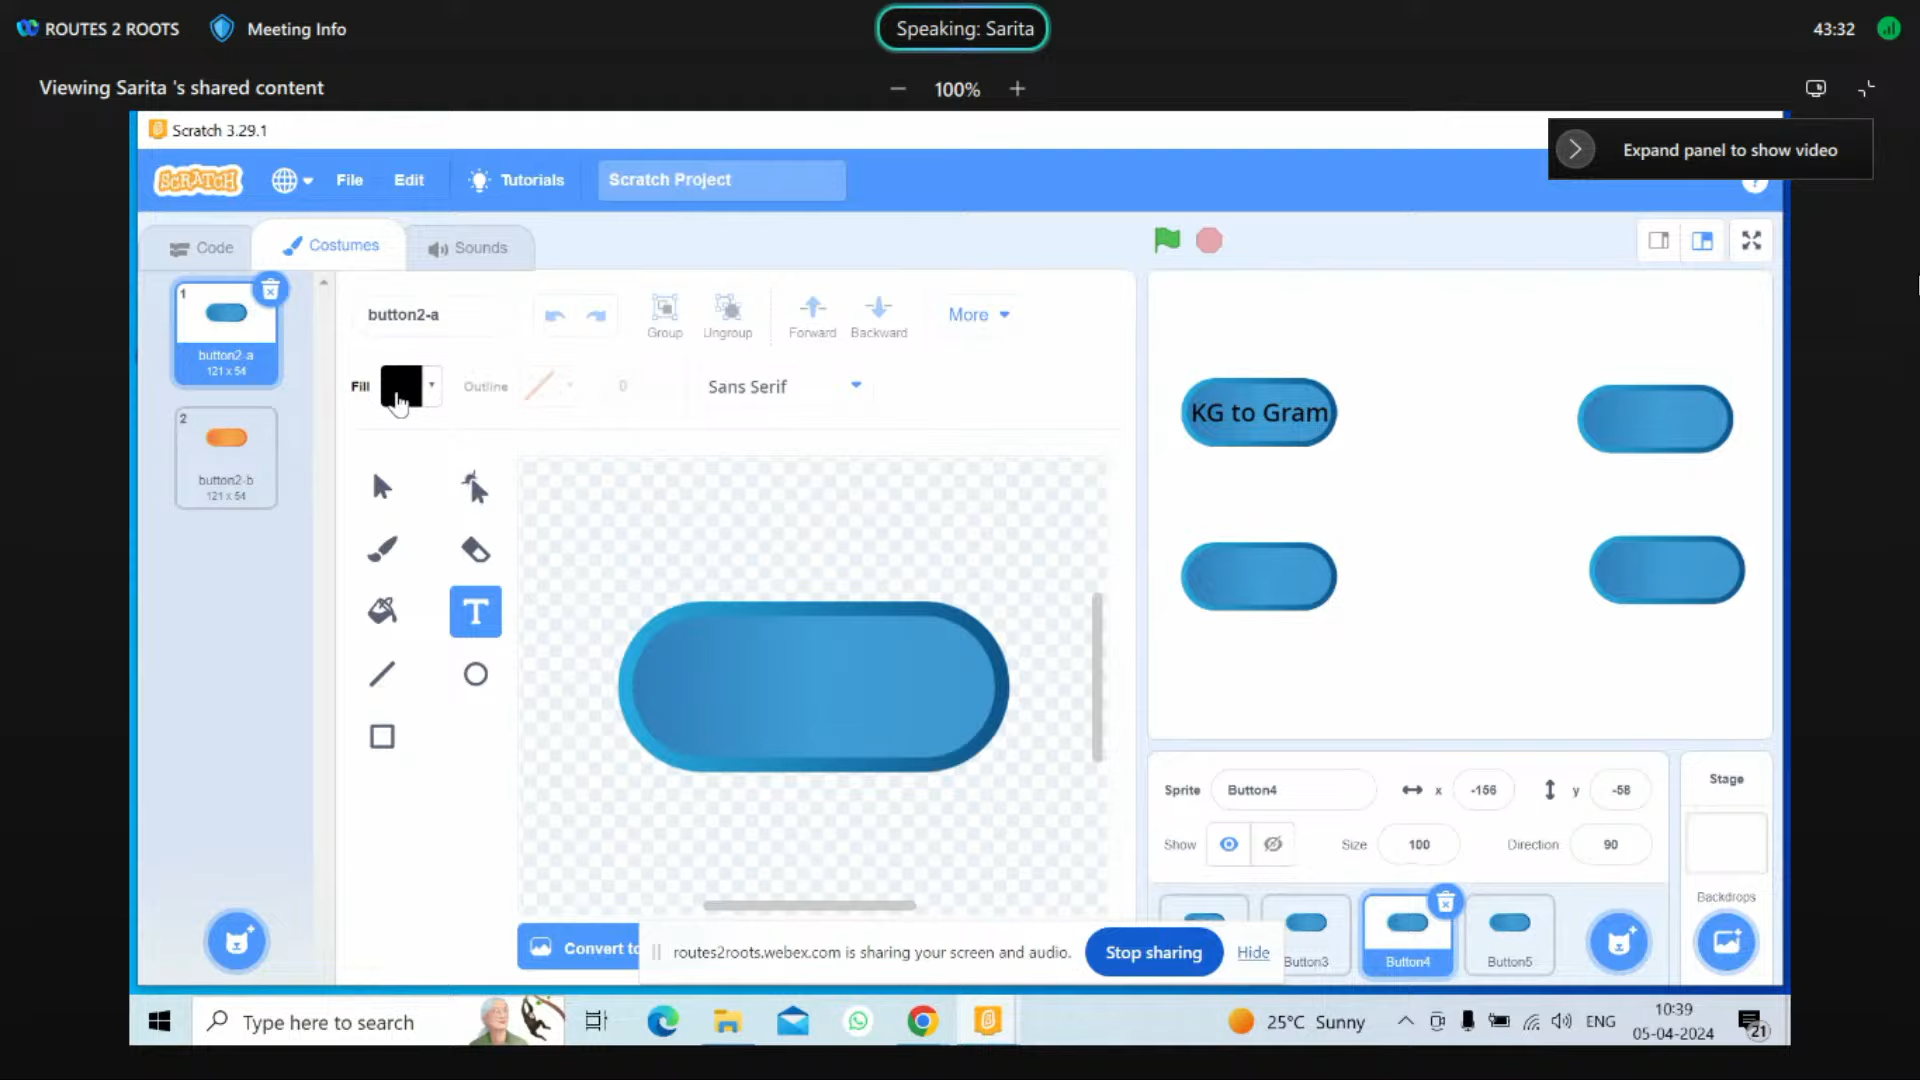 ROUTES 2 ROOTS
Meeting Info
Speaking: Sarita
43:32
Viewing Sarita 's shared content
100%
Scratch 3.29.1
Expand panel to show video
SCRATCH
File
Edit
Tutorials
Scratch Project
?
Code
Costumes
Sounds
1
button2-a
121 x 54
2
button2-b
121 x 54
button2-a
Group
Ungroup
Forward
Backward
More
Fill
Outline
0
Sans Serif
T
KG to Gram
Sprite
Button4
x
-156
y
-58
Show
Size
100
Direction
90
Stage
Backdrops
Button3
Button4
Button5
Convert to
routes2roots.webex.com is sharing your screen and audio.
Stop sharing
Hide
Type here to search
25°C Sunny
ENG
10:39
05-04-2024
21